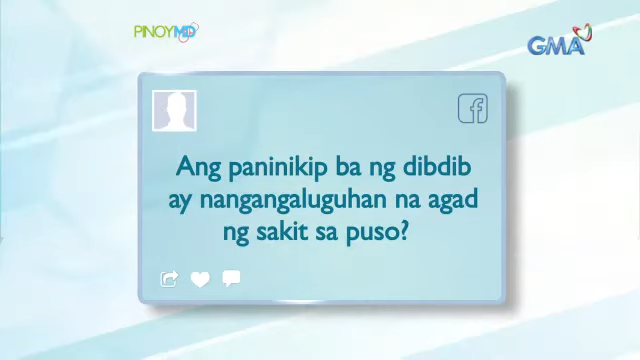 PINOYMD
GMA
Ang paninikip ba ng dibdib
ay nangangaluguhan na agad
ng sakit sa puso?